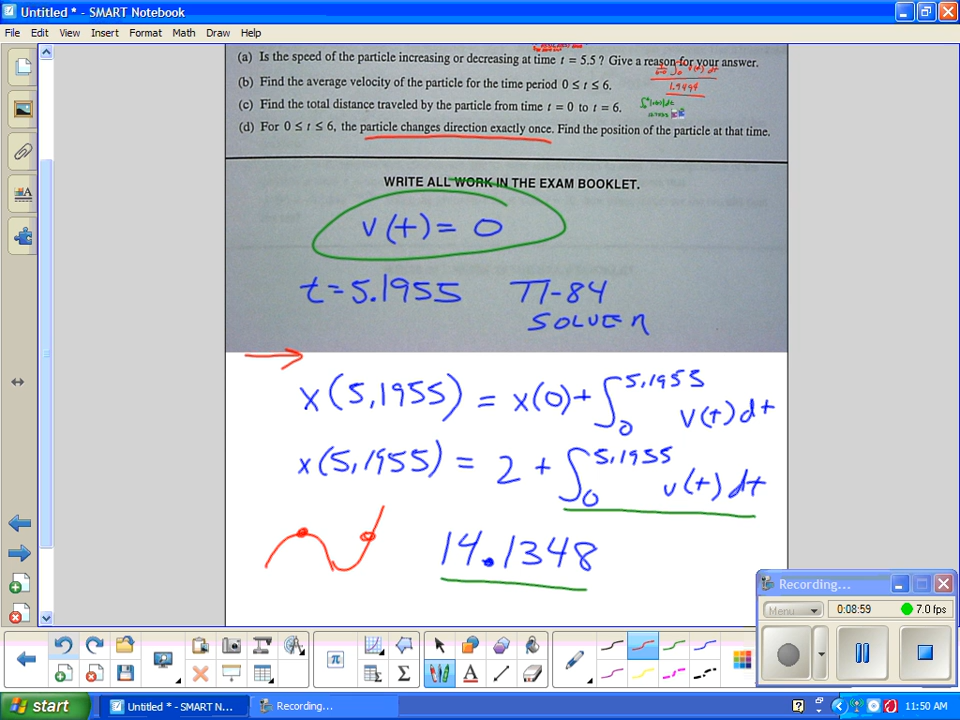 Untitled * - SMART Notebook
File Edit View Insert Format Math Draw Help
(a) Is the speed of the particle increasing or decreasing at time t = 5.5 ? Give a reason for your answer.
(b) Find the average velocity of the particle for the time period 0 ≤ t ≤ 6.
1.9494
(c) Find the total distance traveled by the particle from time t = 0 to t = 6.
(d) For 0 ≤ t ≤ 6, the particle changes direction exactly once. Find the position of the particle at that time.
WRITE ALL WORK IN THE EXAM BOOKLET.
v(t) = 0
t = 5.1955 TI-84
SOLVER
x(5.1955) = x(0) + ∫₀^5.1955 v(t) dt
x(5.1955) = 2 + ∫₀^5.1955 v(t) dt
14.1348
Recording...
Menu 0:08:59 7.0 fps
start Untitled * - SMART N... Recording... 11:50 AM